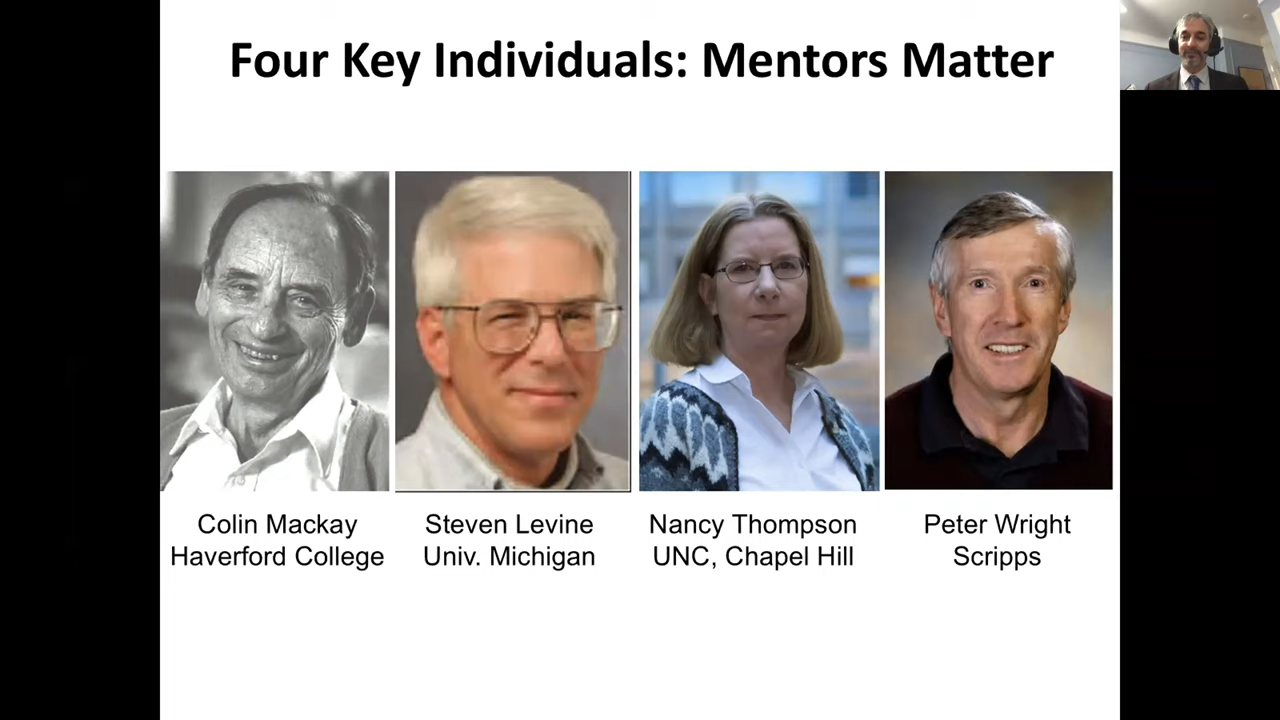 Four Key Individuals: Mentors Matter
Colin Mackay
Haverford College
Steven Levine
Univ. Michigan
Nancy Thompson
UNC, Chapel Hill
Peter Wright
Scripps